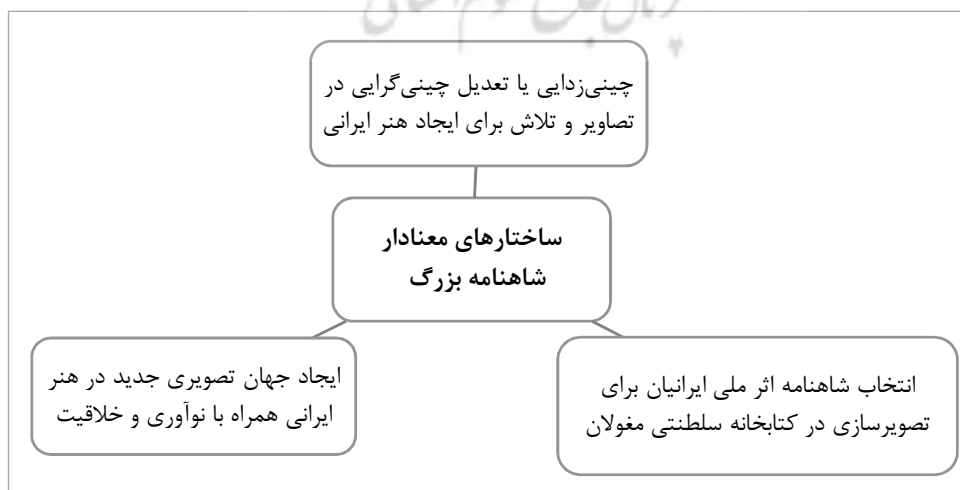 چینی‌زدایی یا تعدیل چینی‌گرایی در
تصاویر و تلاش برای ایجاد هنر ایرانی
ساختارهای معنادار
شاهنامه بزرگ
انتخاب شاهنامه اثر ملی ایرانیان برای
تصویرسازی در کتابخانه سلطنتی مغولان
ایجاد جهان تصویری جدید در هنر
ایرانی همراه با نوآوری و خلاقیت